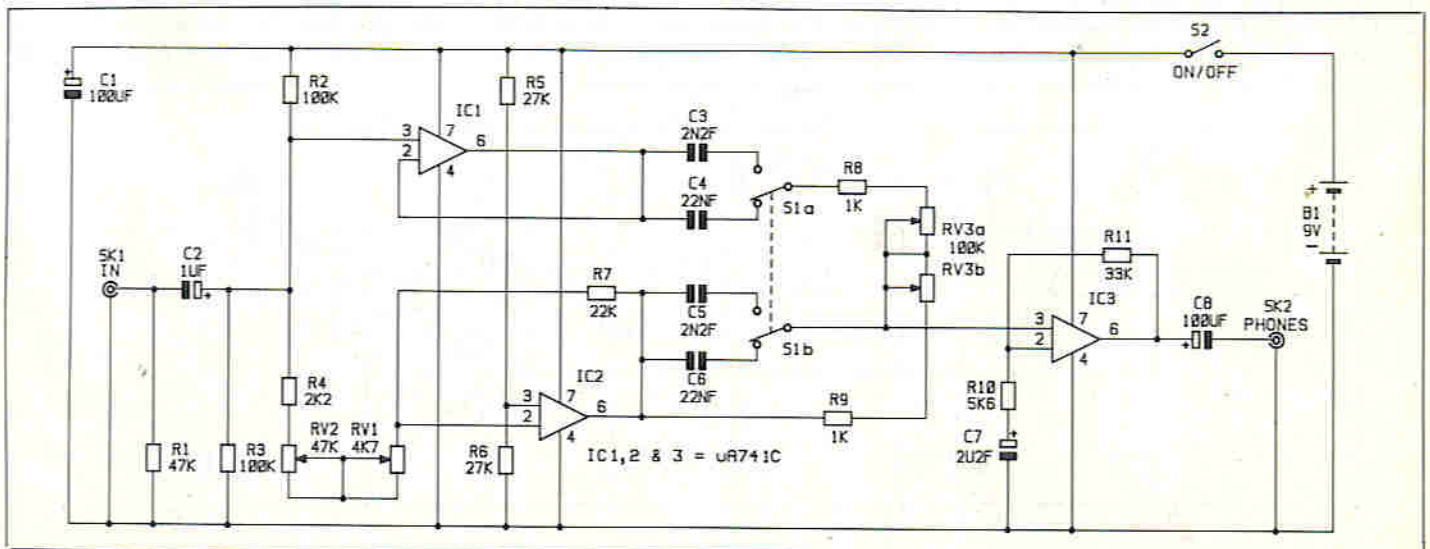 S2
ON/OFF
C1
100UF
R2
100K
R5
27K
IC1
3
7
2
6
4
C3
2N2F
C4
22NF
S1a
R8
1K
RV3a
100K
RV3b
B1
9V
R11
33K
SK1
IN
C2
1UF
R7
22K
C5
2N2F
S1b
C6
22NF
IC3
3
7
2
6
4
C8
100UF
SK2
PHONES
R4
2K2
IC2
3
7
2
6
4
R10
5K6
R9
1K
C7
2U2F
R1
47K
R3
100K
RV2
47K
RV1
4K7
R6
27K
IC1,2 & 3 = uA741C